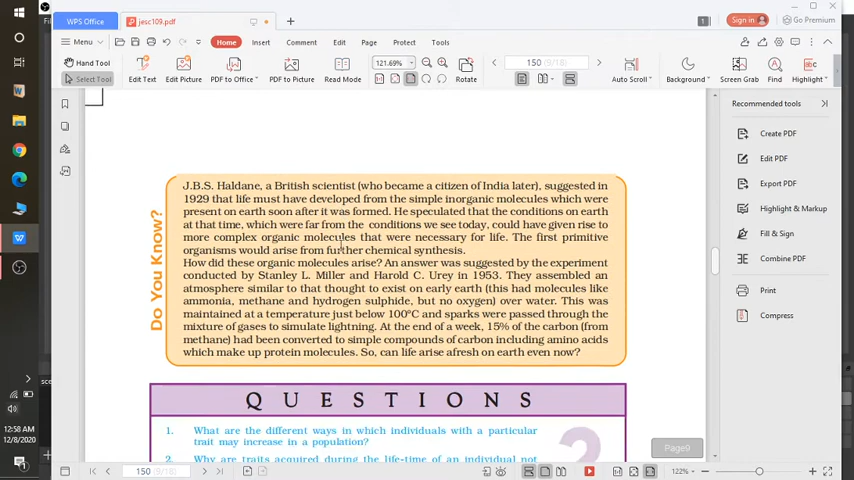 WPS Office
jesc109.pdf
1
Sign in
Go Premium
Menu
Home
Insert
Comment
Edit
Page
Protect
Tools
Hand Tool
Select Tool
Edit Text
Edit Picture
PDF to Office
PDF to Picture
Read Mode
121.69%
150 (9/18)
Rotate
Auto Scroll
Background
Screen Grab
Find
Highlight
Recommended tools
Create PDF
Edit PDF
Export PDF
Highlight & Mark
Fill & Sign
Combine PDF
Print
Compress
Do You Know?
J.B.S. Haldane, a British scientist (who became a citizen of India later), suggested in
1929 that life must have developed from the simple inorganic molecules which were
present on earth soon after it was formed. He speculated that the conditions on earth
at that time, which were far from the conditions we see today, could have given rise to
more complex organic molecules that were necessary for life. The first primitive
organisms would arise from further chemical synthesis.
How did these organic molecules arise? An answer was suggested by the experiment
conducted by Stanley L. Miller and Harold C. Urey in 1953. They assembled an
atmosphere similar to that thought to exist on early earth (this had molecules like
ammonia, methane and hydrogen sulphide, but no oxygen) over water. This was
maintained at a temperature just below 100°C and sparks were passed through the
mixture of gases to simulate lightning. At the end of a week, 15% of the carbon (from
methane) had been converted to simple compounds of carbon including amino acids
which make up protein molecules. So, can life arise afresh on earth even now?
QUESTIONS
1. What are the different ways in which individuals with a particular
trait may increase in a population?
2. Why are traits acquired during the life-time of an individual not
?
Page9
12:58 AM
12/8/2020
150 (9/18)
122%